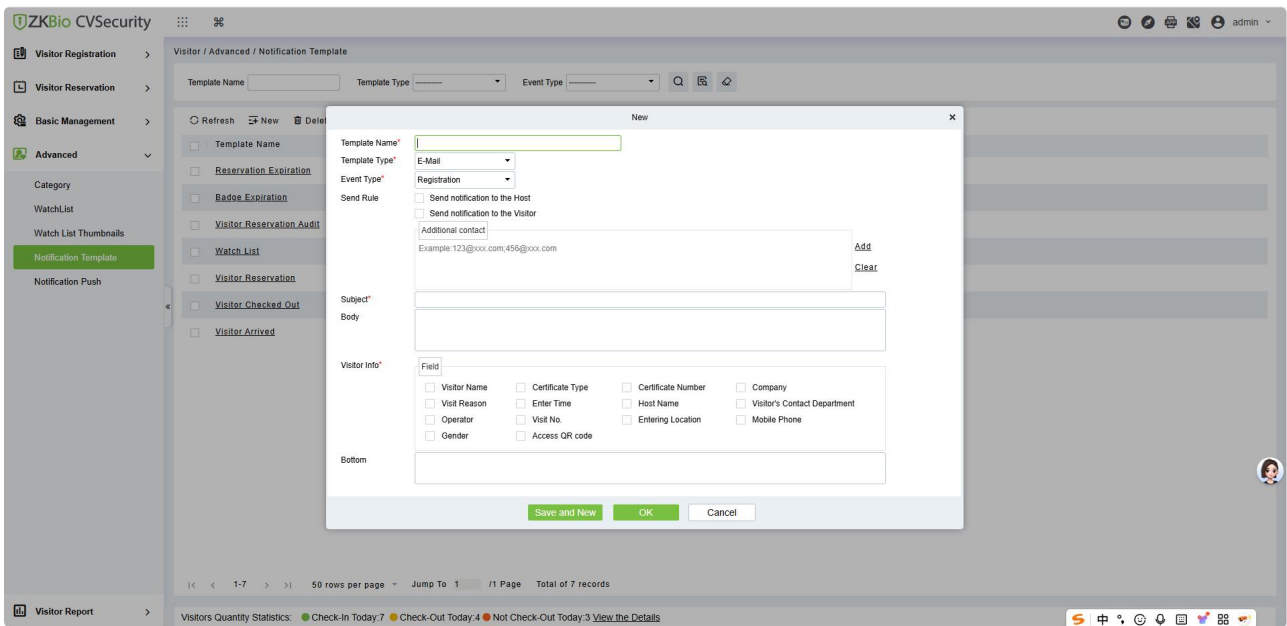 ZKBio CVSecurity
admin
Visitor Registration
Visitor Reservation
Basic Management
Advanced
Category
WatchList
Watch List Thumbnails
Notification Template
Notification Push
Visitor Report
Visitor / Advanced / Notification Template
Template Name Template Type ---------- Event Type ----------
Refresh New Delet
Template Name
Reservation Expiration
Badge Expiration
Visitor Reservation Audit
Watch List
Visitor Reservation
Visitor Checked Out
Visitor Arrived
New
Template Name*
Template Type* E-Mail
Event Type* Registration
Send Rule Send notification to the Host
Send notification to the Visitor
Additional contact
Example:123@xxx.com;456@xxx.com
Add
Clear
Subject*
Body
Visitor Info* Field
Visitor Name Certificate Type Certificate Number Company
Visit Reason Enter Time Host Name Visitor's Contact Department
Operator Visit No. Entering Location Mobile Phone
Gender Access QR code
Bottom
Save and New OK Cancel
1-7 50 rows per page Jump To 1 /1 Page Total of 7 records
Visitors Quantity Statistics: Check-In Today:7 Check-Out Today:4 Not Check-Out Today:3 View the Details
中